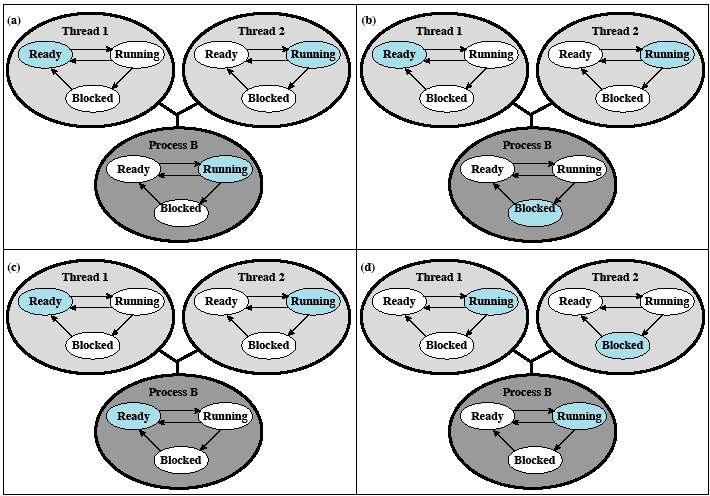 (a)
Thread 1
Ready
Running
Blocked
Thread 2
Ready
Running
Blocked
Process B
Ready
Running
Blocked
(b)
Thread 1
Ready
Running
Blocked
Thread 2
Ready
Running
Blocked
Process B
Ready
Running
Blocked
(c)
Thread 1
Ready
Running
Blocked
Thread 2
Ready
Running
Blocked
Process B
Ready
Running
Blocked
(d)
Thread 1
Ready
Running
Blocked
Thread 2
Ready
Running
Blocked
Process B
Ready
Running
Blocked